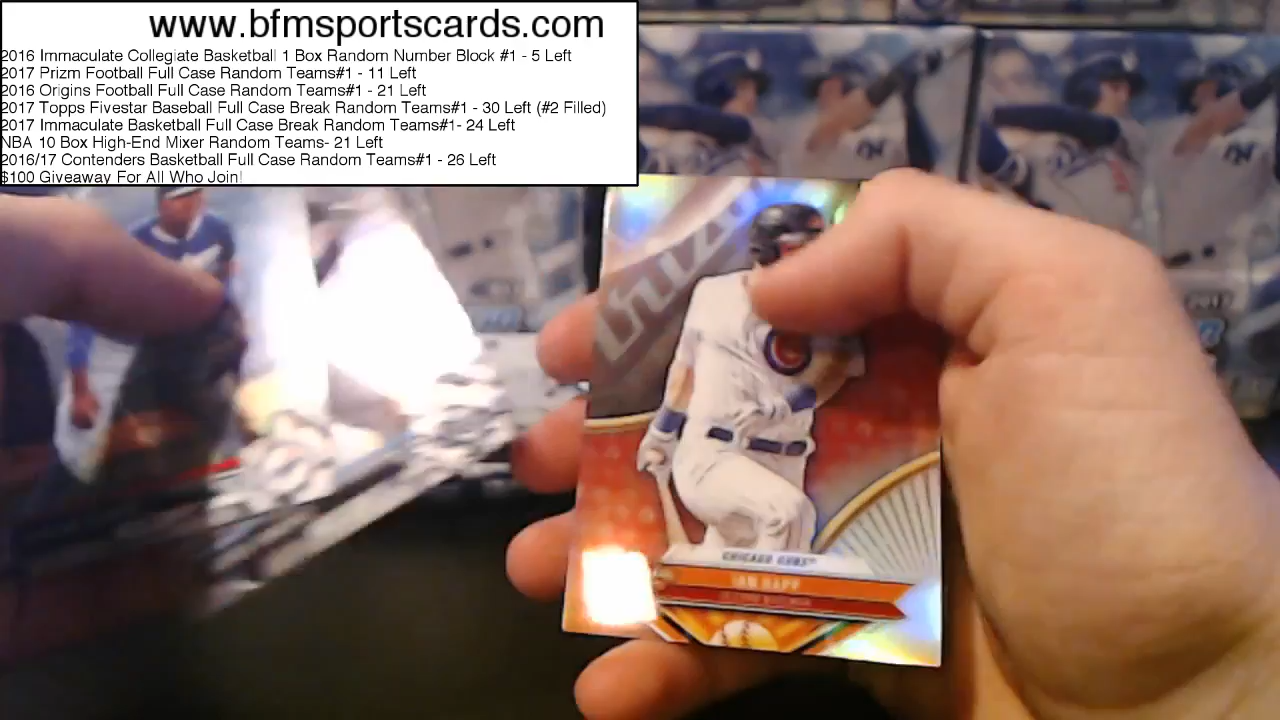 www.bfmsportscards.com
2016 Immaculate Collegiate Basketball 1 Box Random Number Block #1 - 5 Left
2017 Prizm Football Full Case Random Teams#1 - 11 Left
2016 Origins Football Full Case Random Teams#1 - 21 Left
2017 Topps Fivestar Baseball Full Case Break Random Teams#1 - 30 Left (#2 Filled)
2017 Immaculate Basketball Full Case Break Random Teams#1- 24 Left
NBA 10 Box High-End Mixer Random Teams- 21 Left
2016/17 Contenders Basketball Full Case Random Teams#1 - 26 Left
$100 Giveaway For All Who Join!
2017
CHICAGO CUBS
IAN HAPP